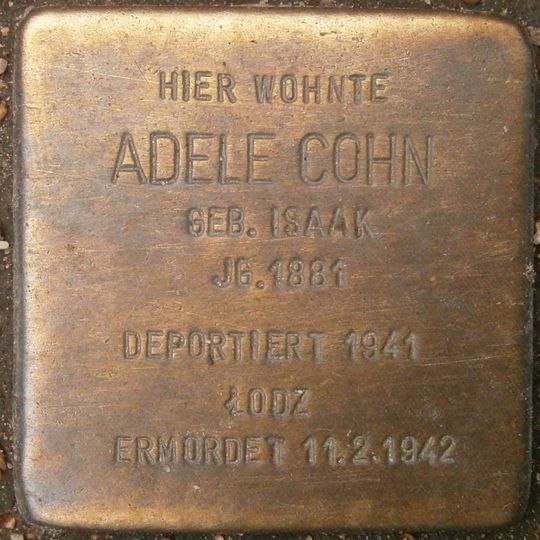 HIER WOHNTE
ADELE COHN
GEB. ISAAK
JG. 1881
DEPORTIERT 1941
ŁODZ
ERMORDET 11.2.1942